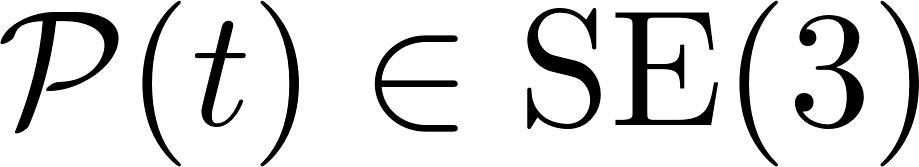 𝒫(t) ∈ SE(3)